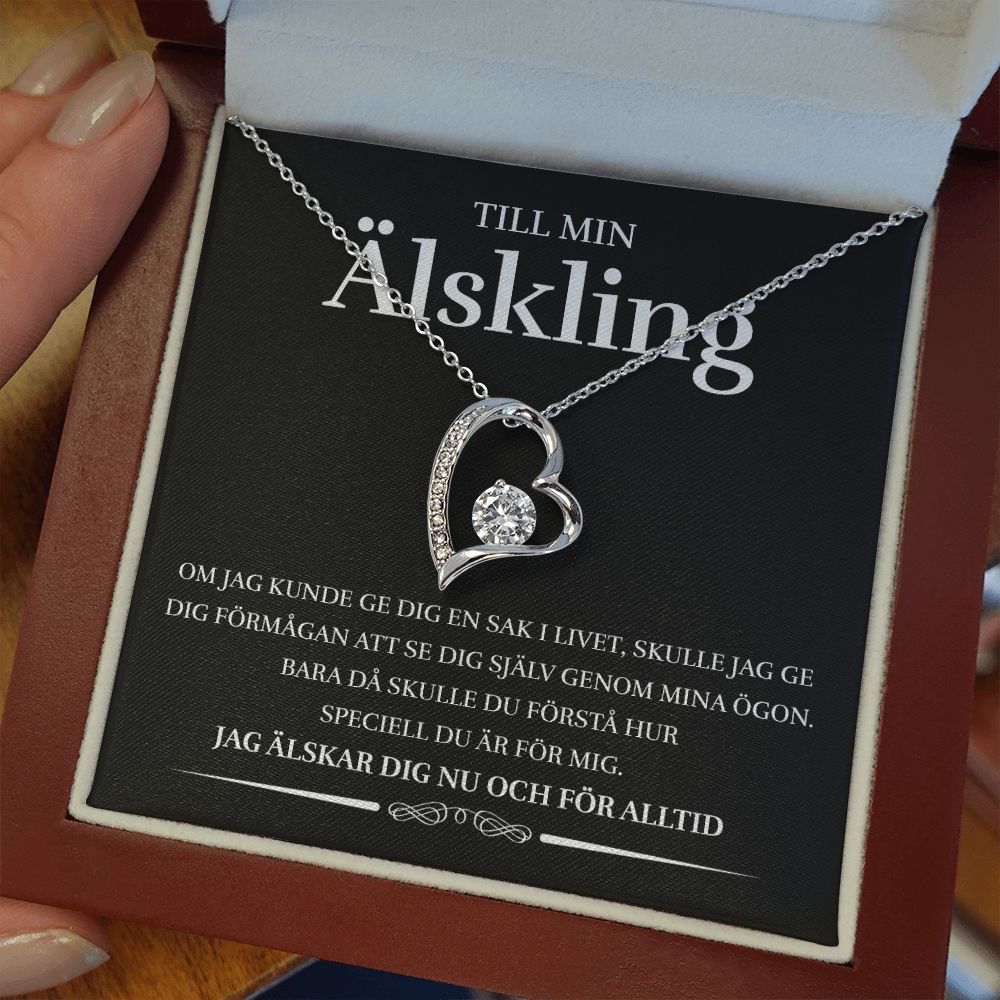 TILL MIN
Älskling
OM JAG KUNDE GE DIG EN SAK I LIVET, SKULLE JAG GE
DIG FÖRMÅGAN ATT SE DIG SJÄLV GENOM MINA ÖGON.
BARA DÅ SKULLE DU FÖRSTÅ HUR
SPECIELL DU ÄR FÖR MIG.
JAG ÄLSKAR DIG NU OCH FÖR ALLTID